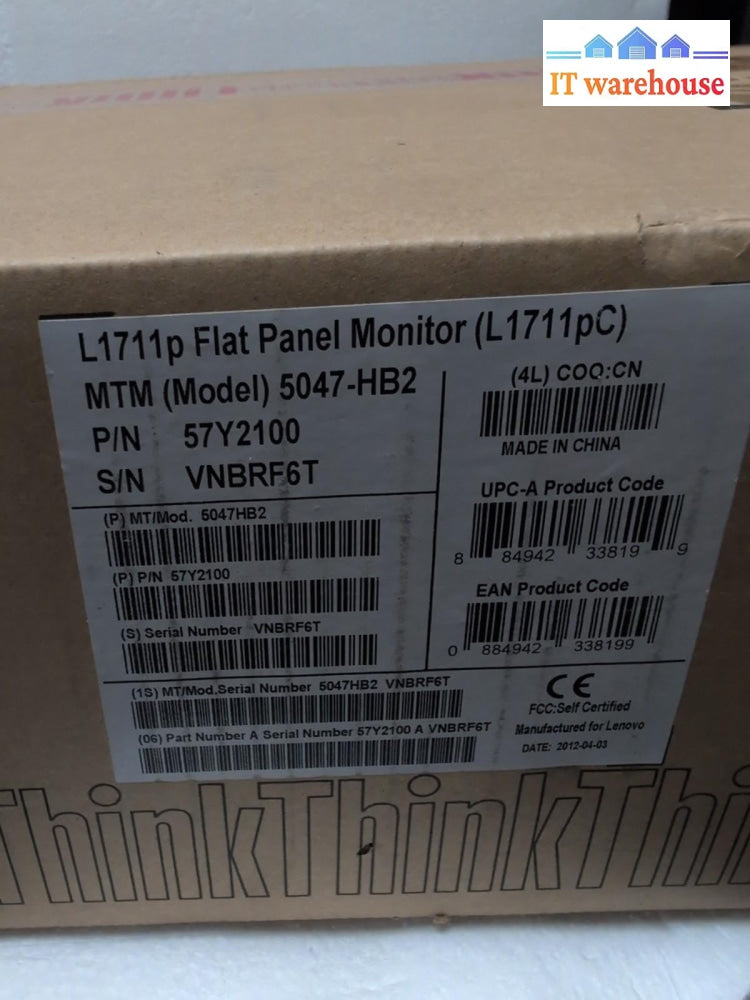 IT warehouse
L1711p Flat Panel Monitor (L1711pC)
MTM (Model) 5047-HB2
P/N 57Y2100
S/N VNBRF6T
(P) MT/Mod. 5047HB2
(P) P/N 57Y2100
(S) Serial Number VNBRF6T
(4L) COO:CN
MADE IN CHINA
UPC-A Product Code
8 84942 33819 9
EAN Product Code
0 884942 338199
(1S) MT/Mod.Serial Number 5047HB2 VNBRF6T
(06) Part Number A Serial Number 57Y2100 A VNBRF6T
CE
FCC:Self Certified
Manufactured for Lenovo
DATE: 2012-04-03
ThinkThinkThi